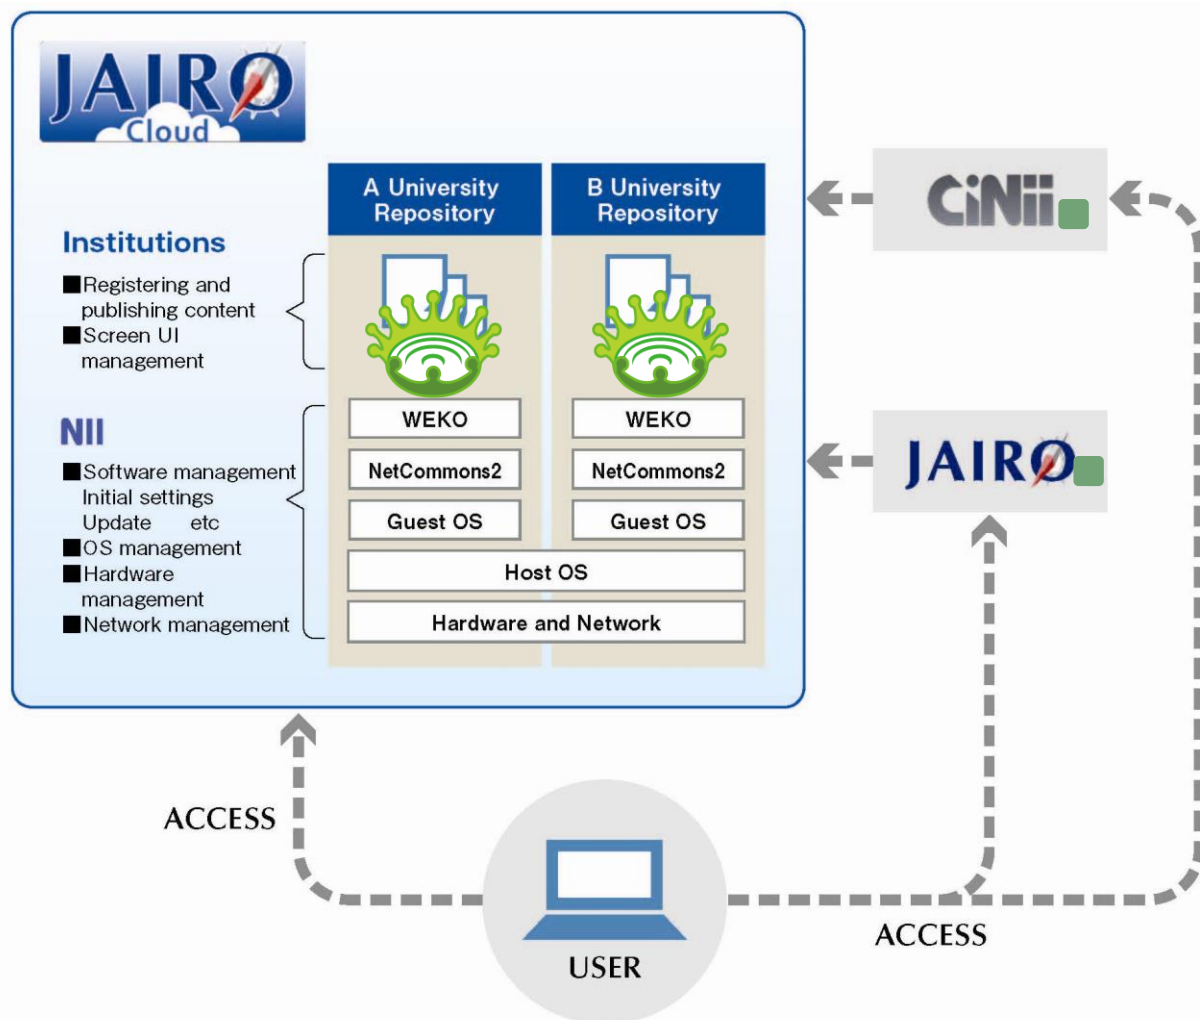 JAIRO
Cloud
A University
Repository
B University
Repository
CiNii
Institutions
■Registering and
publishing content
■Screen UI
management
WEKO
WEKO
NII
JAIRO
■Software management
Initial settings
Update etc
■OS management
■Hardware
management
■Network management
NetCommons2
NetCommons2
Guest OS
Guest OS
Host OS
Hardware and Network
ACCESS
USER
ACCESS